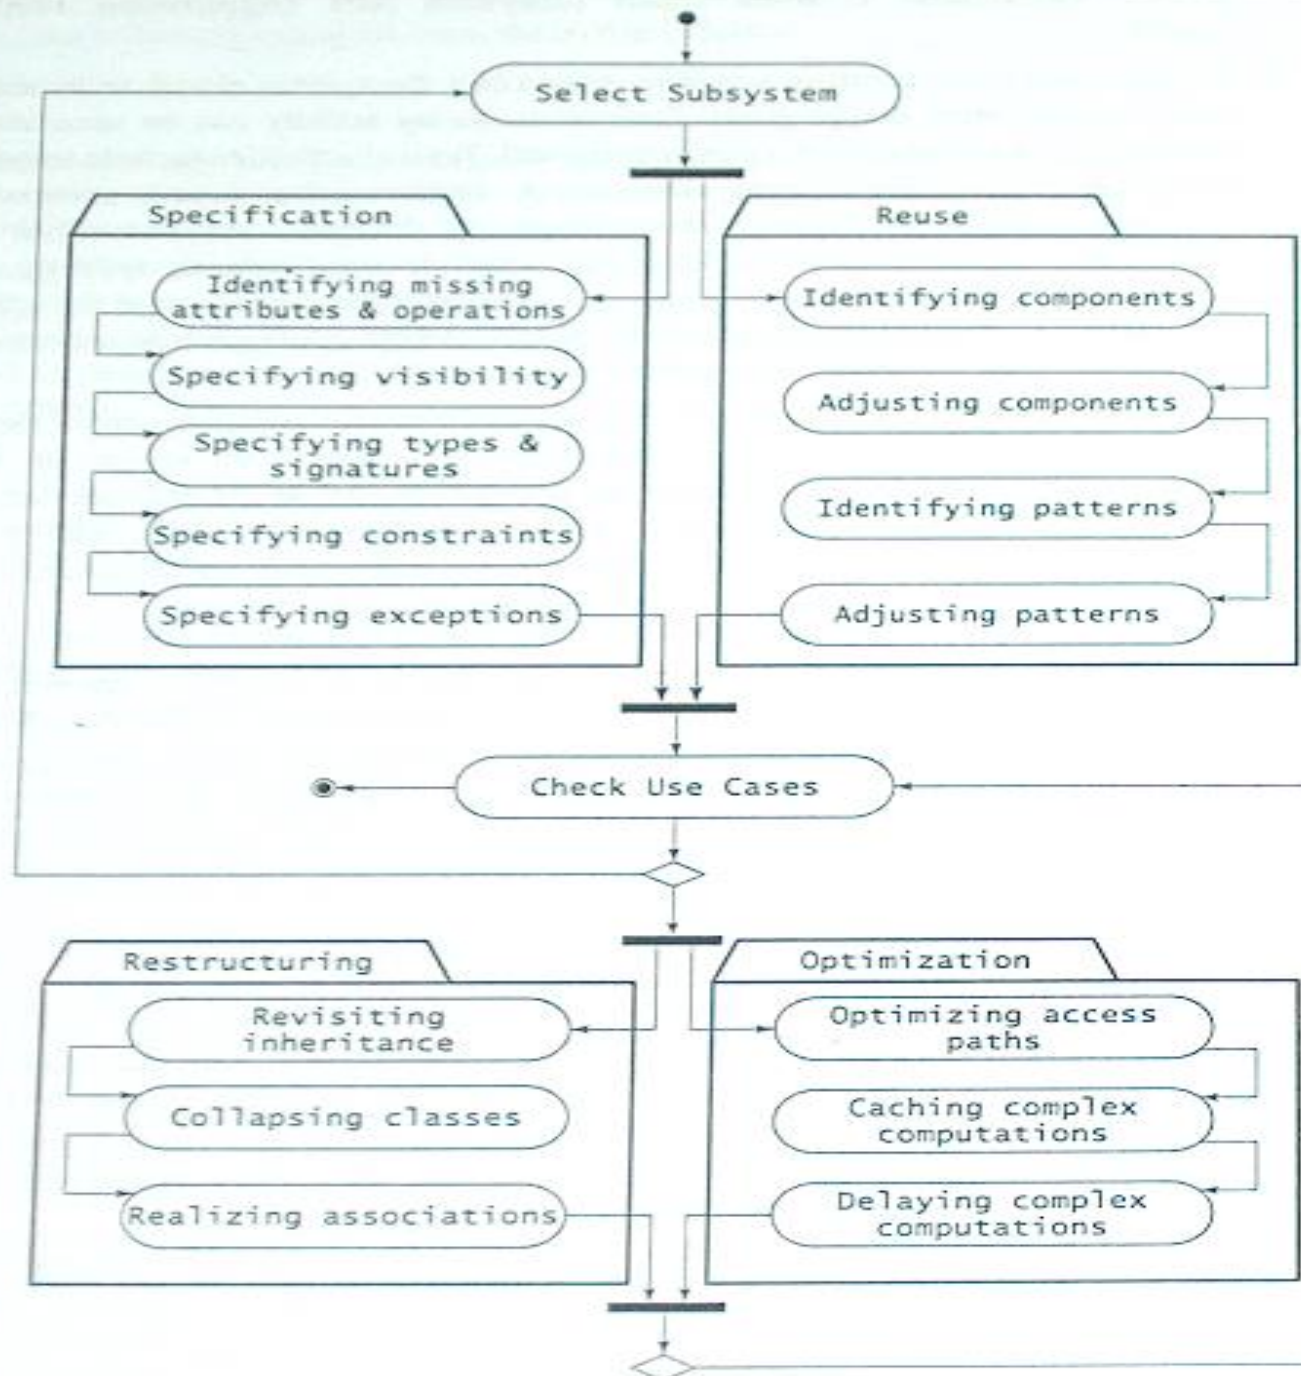 Select Subsystem
Specification
Identifying missing
attributes & operations
Specifying visibility
Specifying types &
signatures
Specifying constraints
Specifying exceptions
Reuse
Identifying components
Adjusting components
Identifying patterns
Adjusting patterns
Check Use Cases
Restructuring
Revisiting
inheritance
Collapsing classes
Realizing associations
Optimization
Optimizing access
paths
Caching complex
computations
Delaying complex
computations